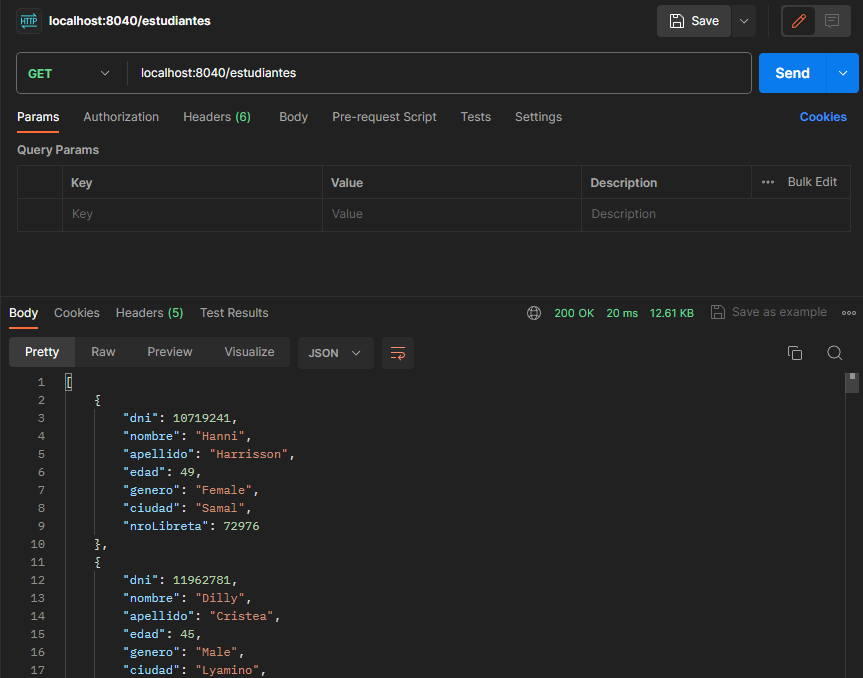 HTTP localhost:8040/estudiantes Save
GET localhost:8040/estudiantes Send
Params Authorization Headers (6) Body Pre-request Script Tests Settings Cookies
Query Params
Key Value Description ••• Bulk Edit
Key Value Description
Body Cookies Headers (5) Test Results 200 OK 20 ms 12.61 KB Save as example
Pretty Raw Preview Visualize JSON
1 [
2 {
3 "dni": 10719241,
4 "nombre": "Hanni",
5 "apellido": "Harrisson",
6 "edad": 49,
7 "genero": "Female",
8 "ciudad": "Samal",
9 "nroLibreta": 72976
10 },
11 {
12 "dni": 11962781,
13 "nombre": "Dilly",
14 "apellido": "Cristea",
15 "edad": 45,
16 "genero": "Male",
17 "ciudad": "Lyamino",